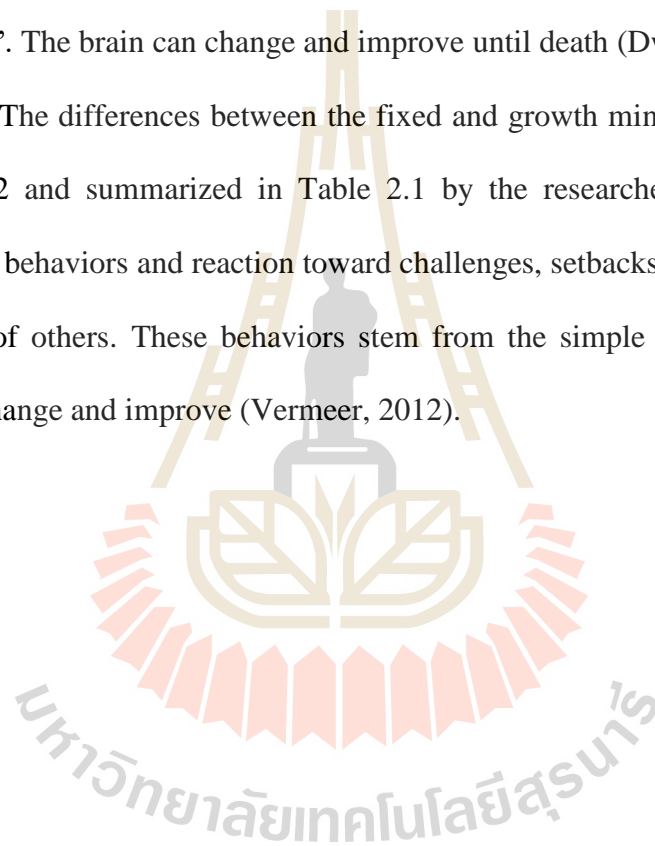 ’. The brain can change and improve until death (Dv
The differences between the fixed and growth min
2 and summarized in Table 2.1 by the researche
behaviors and reaction toward challenges, setbacks
of others. These behaviors stem from the simple
ange and improve (Vermeer, 2012).
มหาวิทยาลัยเทคโนโลยีสุรนารี